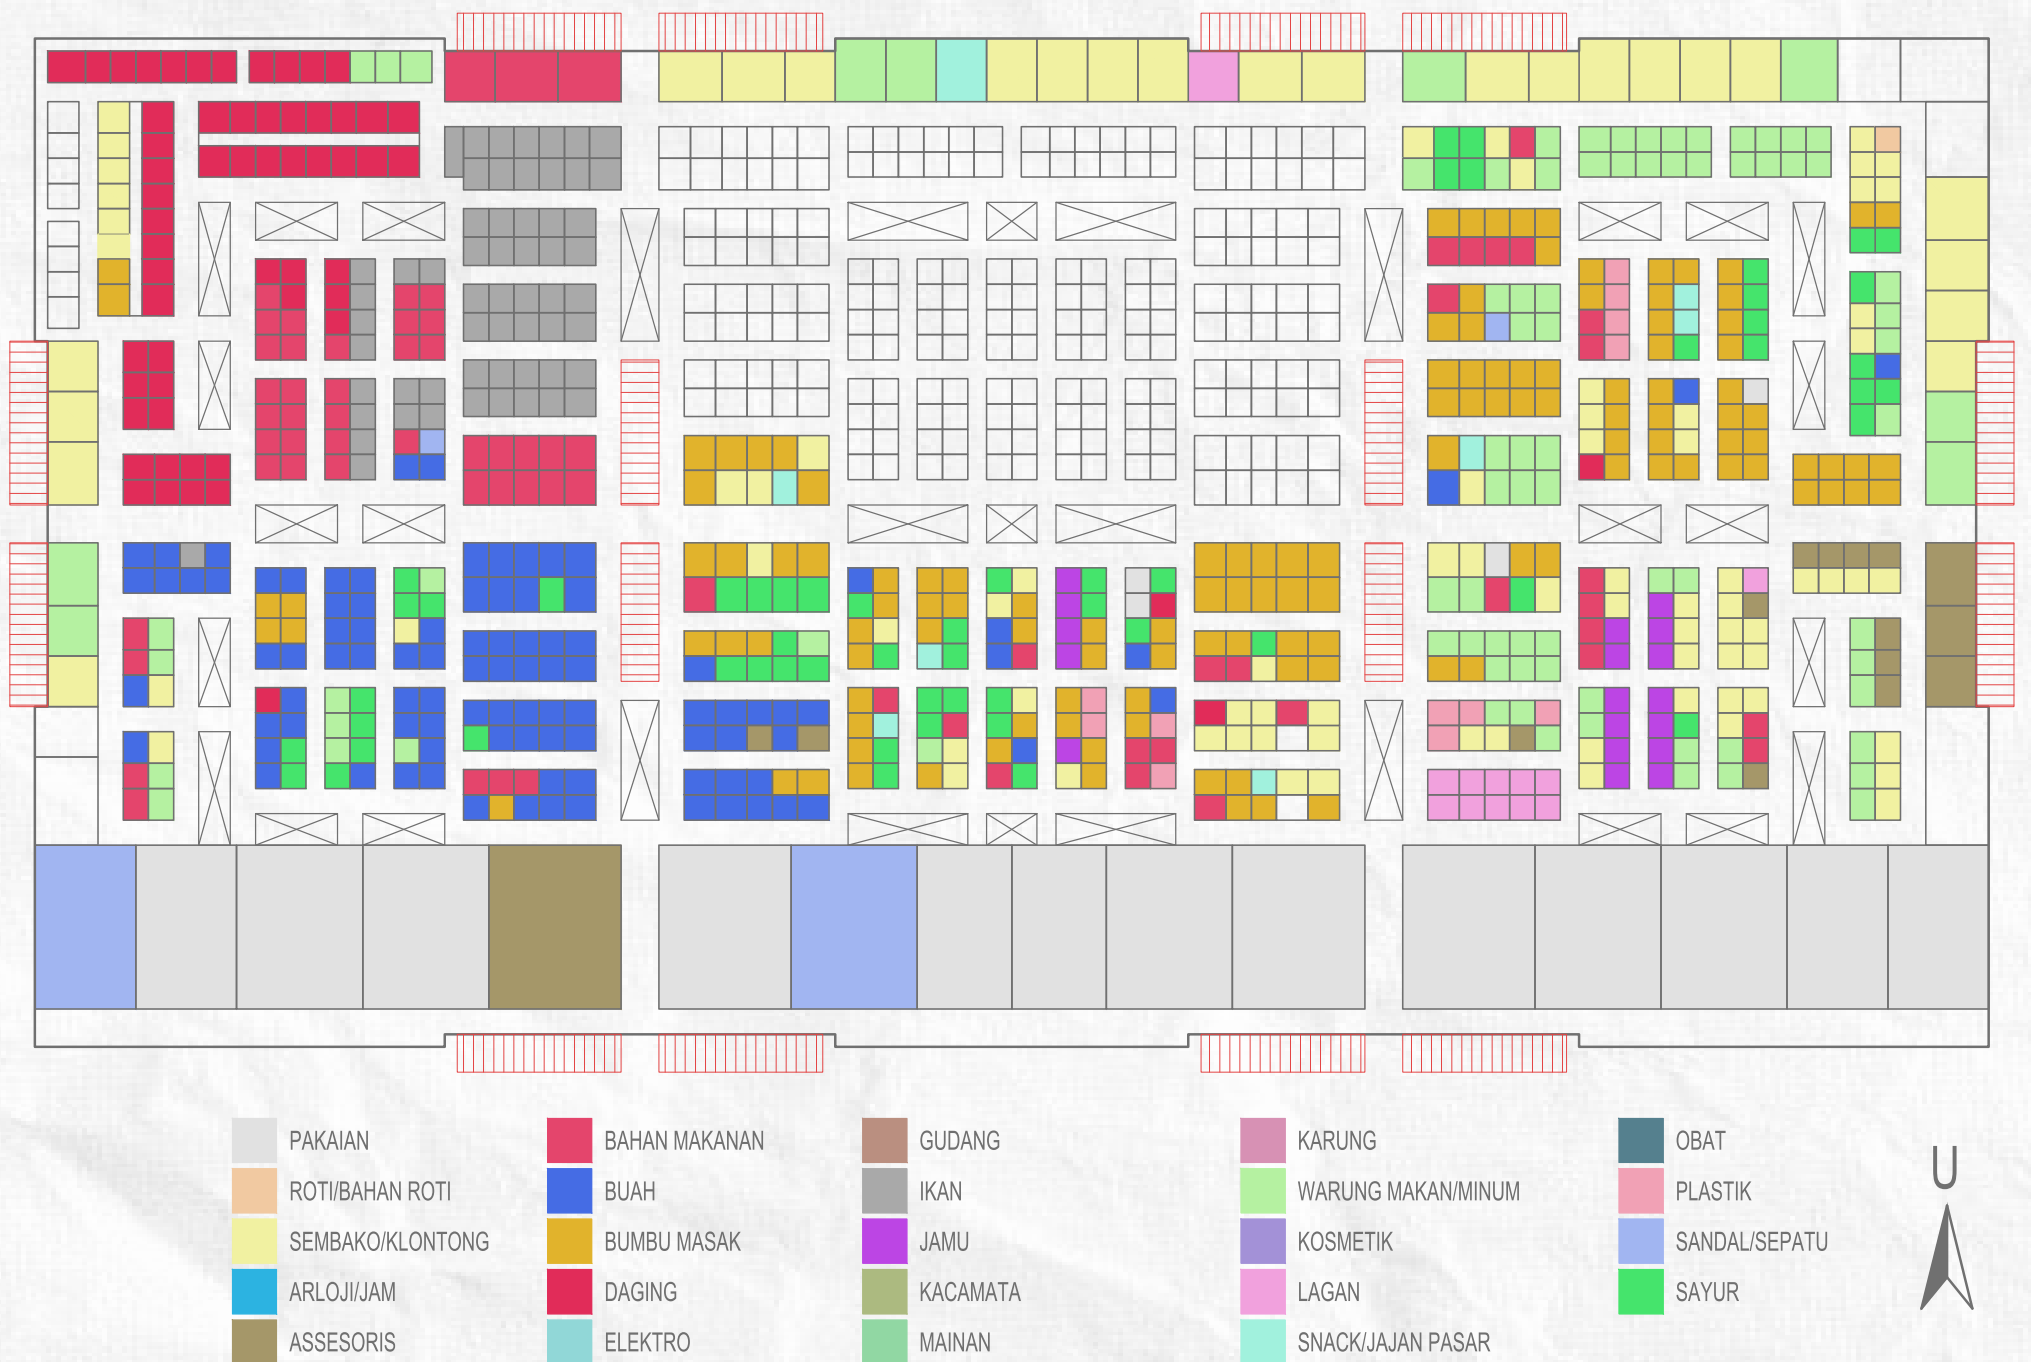 U
PAKAIAN
ROTI/BAHAN ROTI
SEMBAKO/KLONTONG
ARLOJI/JAM
ASSESORIS
BAHAN MAKANAN
BUAH
BUMBU MASAK
DAGING
ELEKTRO
GUDANG
IKAN
JAMU
KACAMATA
MAINAN
KARUNG
WARUNG MAKAN/MINUM
KOSMETIK
LAGAN
SNACK/JAJAN PASAR
OBAT
PLASTIK
SANDAL/SEPATU
SAYUR